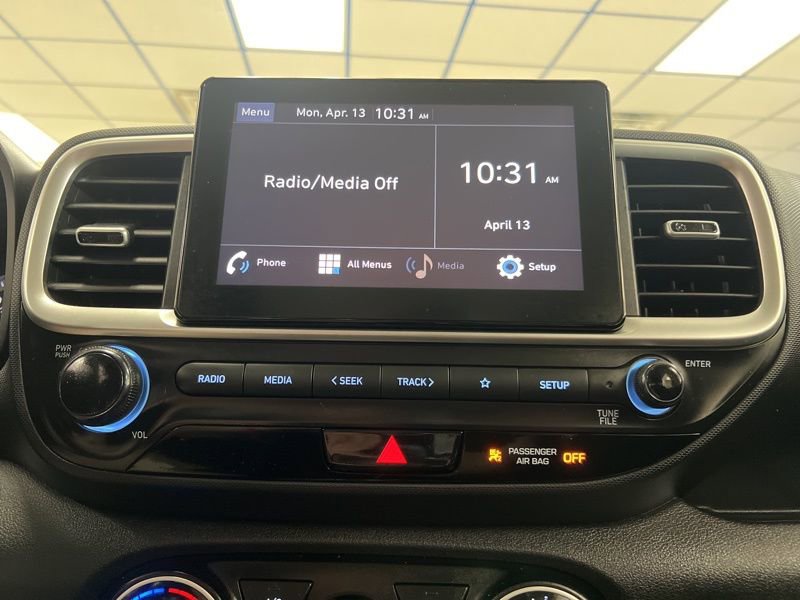 Menu Mon, Apr. 13 10:31 AM
Radio/Media Off
10:31 AM
April 13
Phone All Menus Media Setup
PWR
PUSH
VOL
RADIO MEDIA < SEEK TRACK > SETUP
ENTER
TUNE
FILE
PASSENGER
AIR BAG OFF